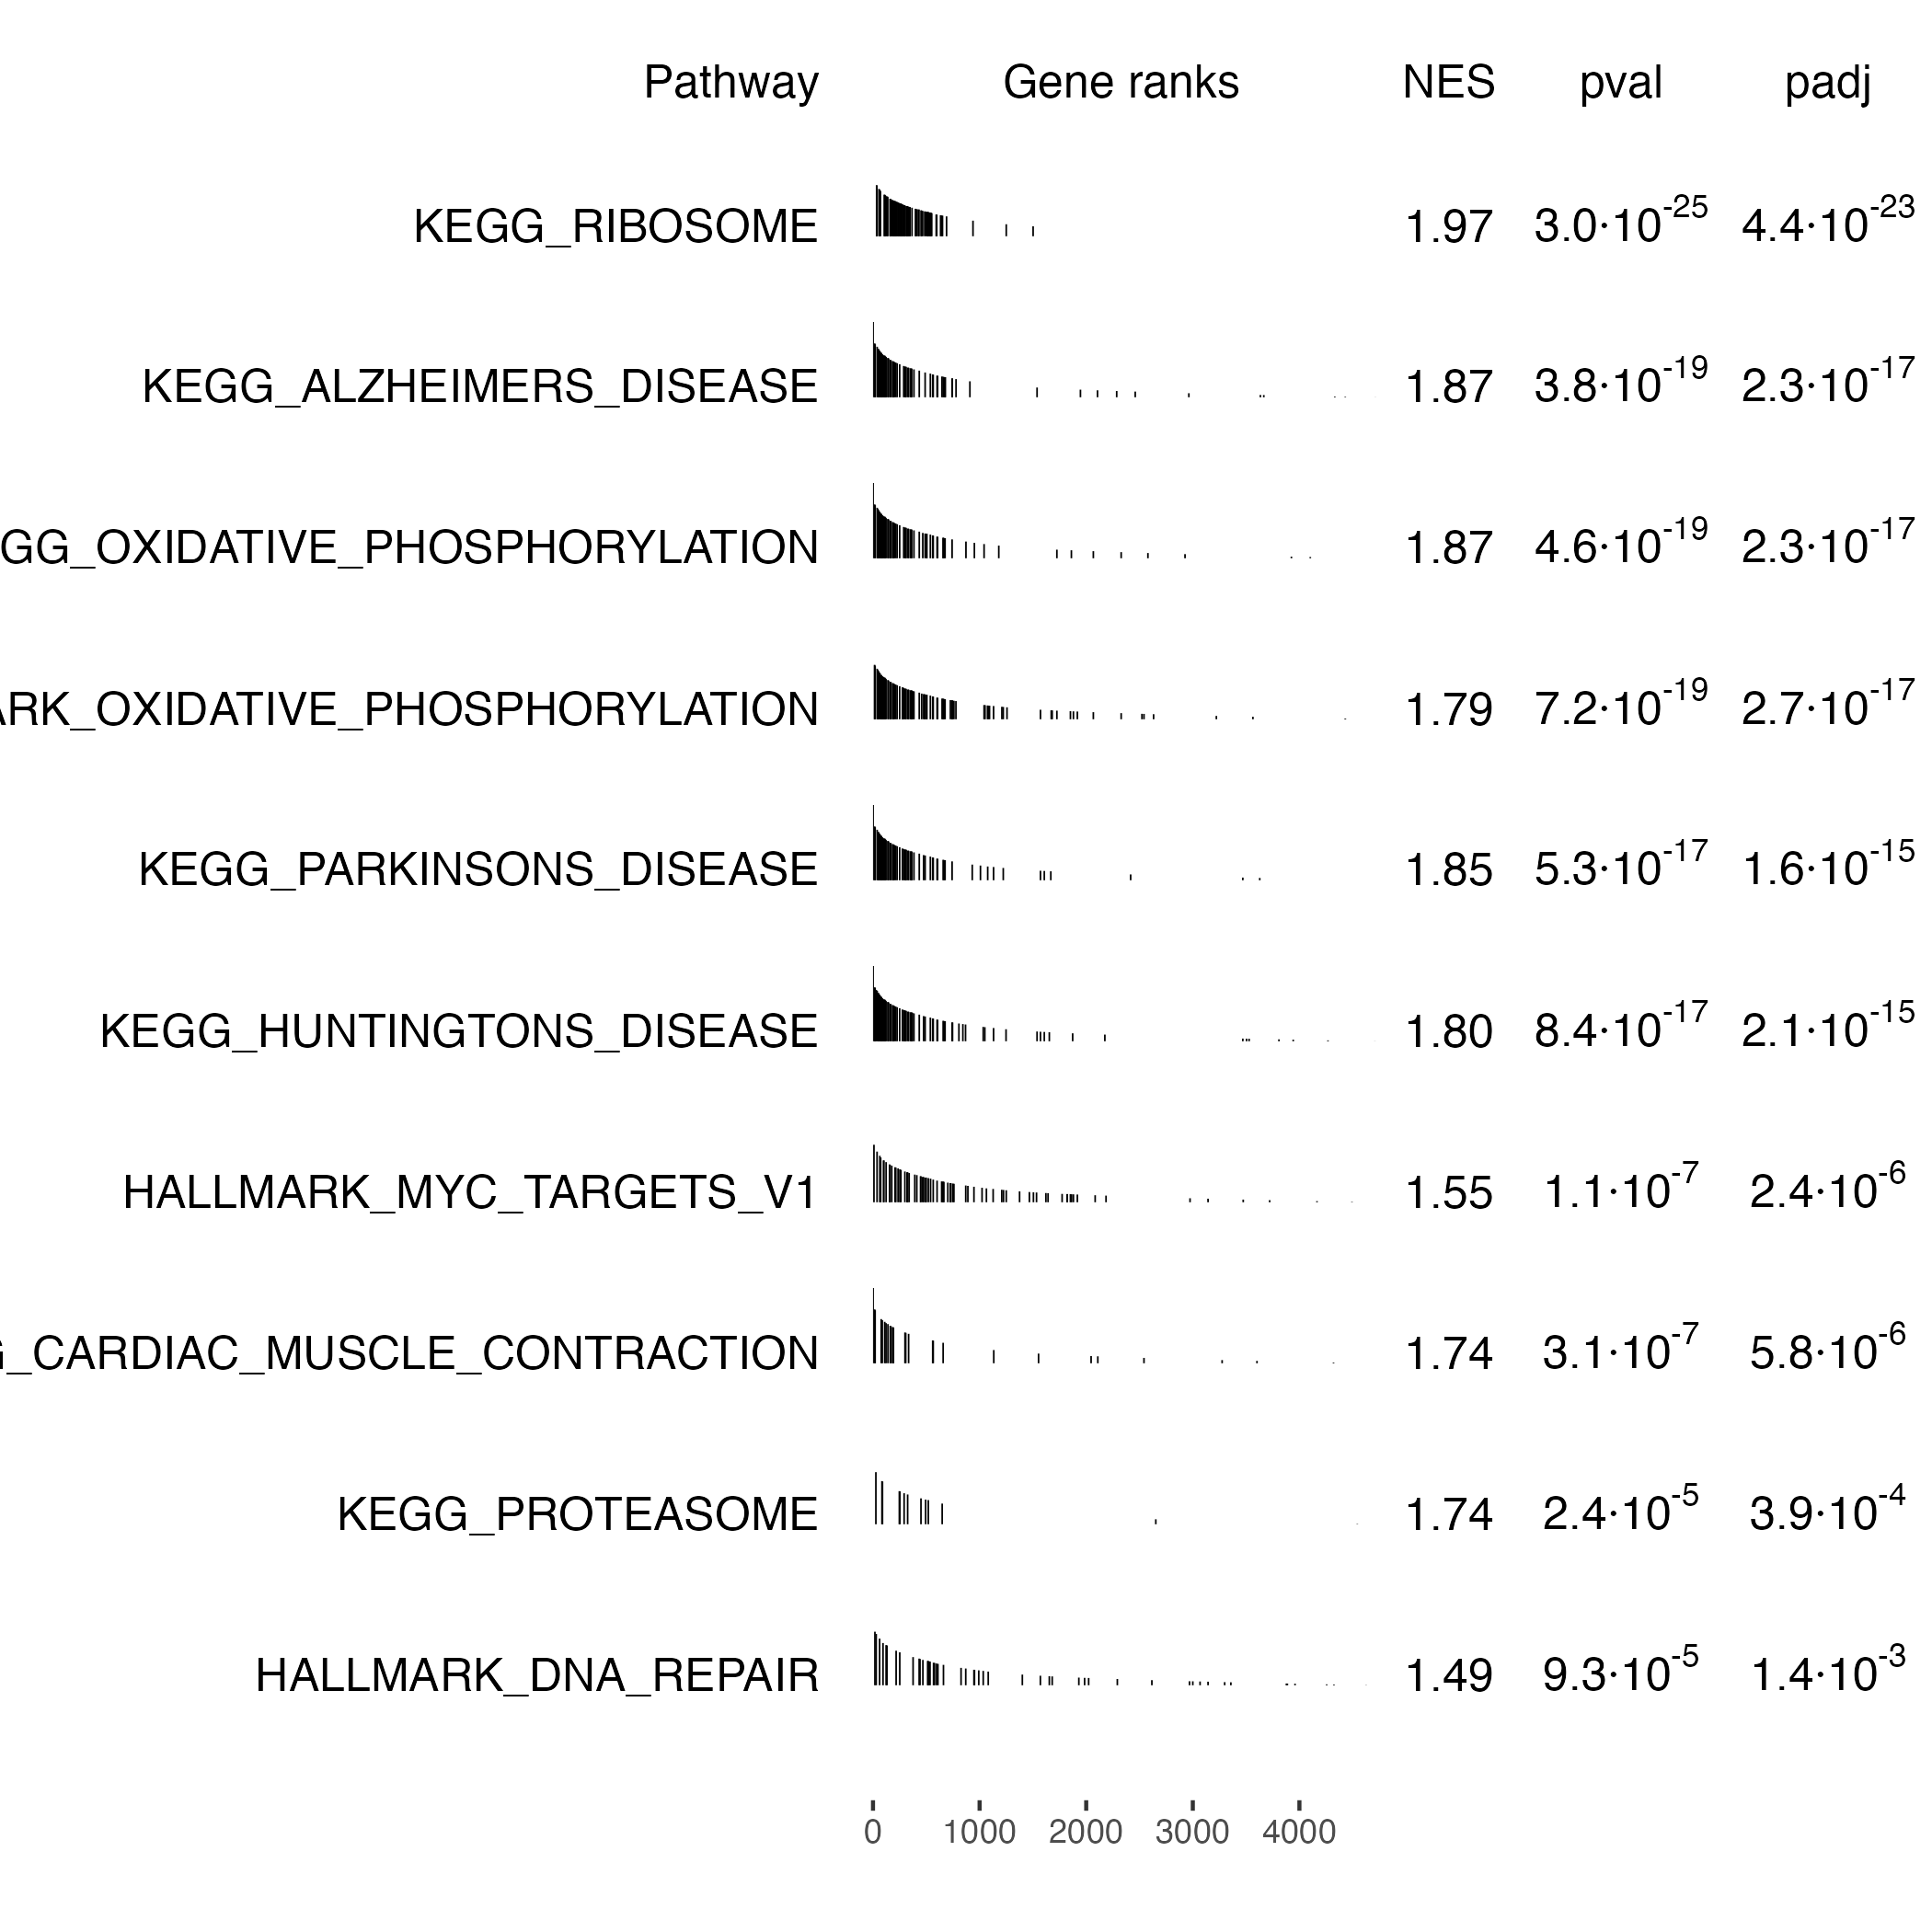 Pathway Gene ranks NES pval padj
KEGG_RIBOSOME 1.97 3.0·10^-25 4.4·10^-23
KEGG_ALZHEIMERS_DISEASE 1.87 3.8·10^-19 2.3·10^-17
GG_OXIDATIVE_PHOSPHORYLATION 1.87 4.6·10^-19 2.3·10^-17
ARK_OXIDATIVE_PHOSPHORYLATION 1.79 7.2·10^-19 2.7·10^-17
KEGG_PARKINSONS_DISEASE 1.85 5.3·10^-17 1.6·10^-15
KEGG_HUNTINGTONS_DISEASE 1.80 8.4·10^-17 2.1·10^-15
HALLMARK_MYC_TARGETS_V1 1.55 1.1·10^-7 2.4·10^-6
G_CARDIAC_MUSCLE_CONTRACTION 1.74 3.1·10^-7 5.8·10^-6
KEGG_PROTEASOME 1.74 2.4·10^-5 3.9·10^-4
HALLMARK_DNA_REPAIR 1.49 9.3·10^-5 1.4·10^-3
0 1000 2000 3000 4000